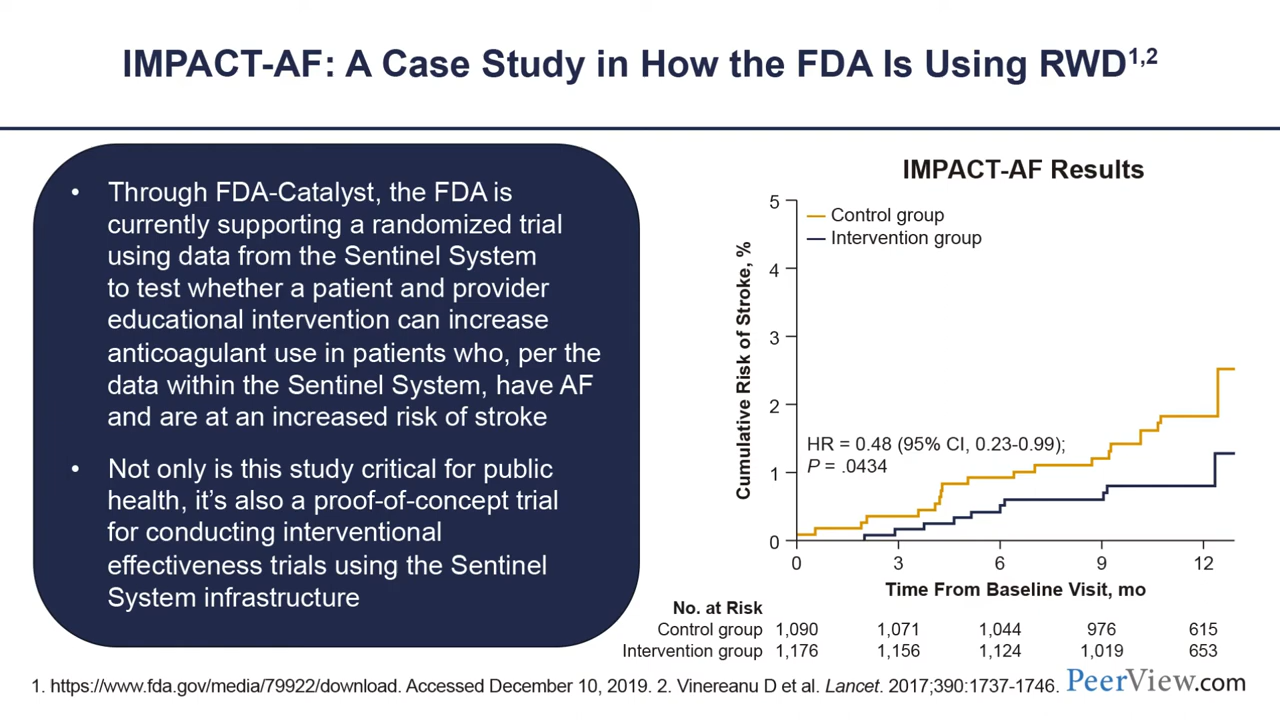 IMPACT-AF: A Case Study in How the FDA Is Using RWD1,2
• Through FDA-Catalyst, the FDA is
currently supporting a randomized trial
using data from the Sentinel System
to test whether a patient and provider
educational intervention can increase
anticoagulant use in patients who, per the
data within the Sentinel System, have AF
and are at an increased risk of stroke
• Not only is this study critical for public
health, it's also a proof-of-concept trial
for conducting interventional
effectiveness trials using the Sentinel
System infrastructure
IMPACT-AF Results
Cumulative Risk of Stroke, %
5
4
3
2
1
0
Control group
Intervention group
HR = 0.48 (95% CI, 0.23-0.99);
P = .0434
0 3 6 9 12
Time From Baseline Visit, mo
No. at Risk
Control group 1,090 1,071 1,044 976 615
Intervention group 1,176 1,156 1,124 1,019 653
1. https://www.fda.gov/media/79922/download. Accessed December 10, 2019. 2. Vinereanu D et al. Lancet. 2017;390:1737-1746.
PeerView.com